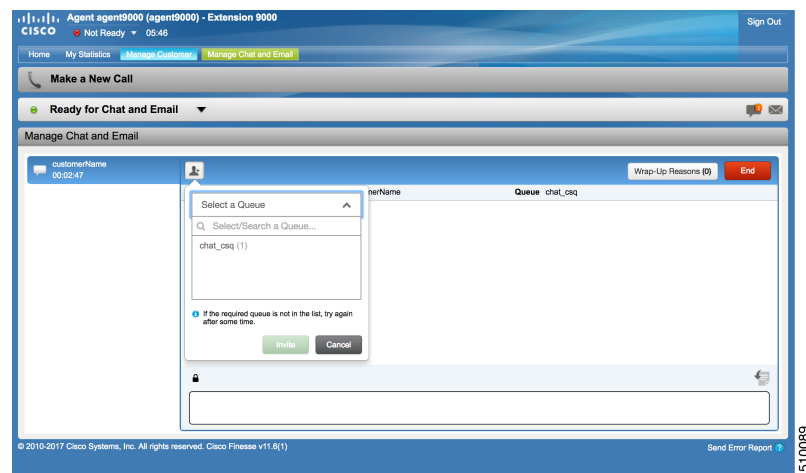 Agent agent9000 (agent9000) - Extension 9000
Sign Out
CISCO
Not Ready 05:46
Home My Statistics Manage Customer Manage Chat and Email
Make a New Call
Ready for Chat and Email
Manage Chat and Email
customerName
00:02:47
Wrap-Up Reasons (0)
End
merName
Queue chat_csq
Select a Queue
Select/Search a Queue...
chat_csq (1)
If the required queue is not in the list, try again
after some time.
Invite
Cancel
© 2010-2017 Cisco Systems, Inc. All rights reserved. Cisco Finesse v11.6(1)
Send Error Report ?
510089